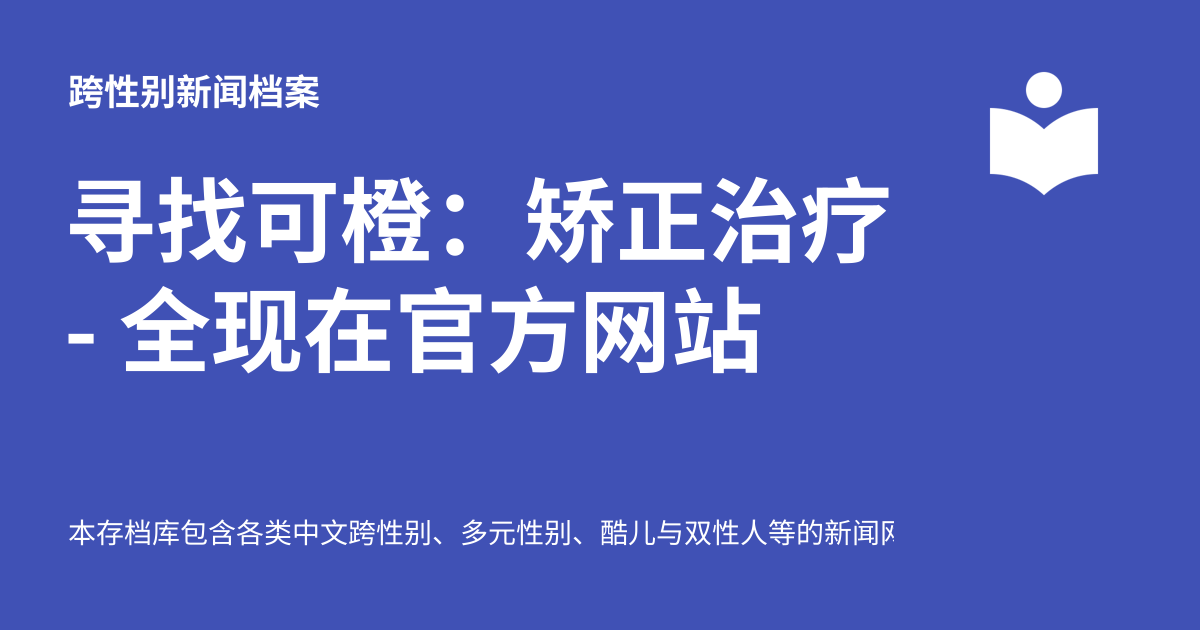 跨性别新闻档案
寻找可橙：矫正治疗
- 全现在官方网站
本存档库包含各类中文跨性别、多元性别、酷儿与双性人等的新闻